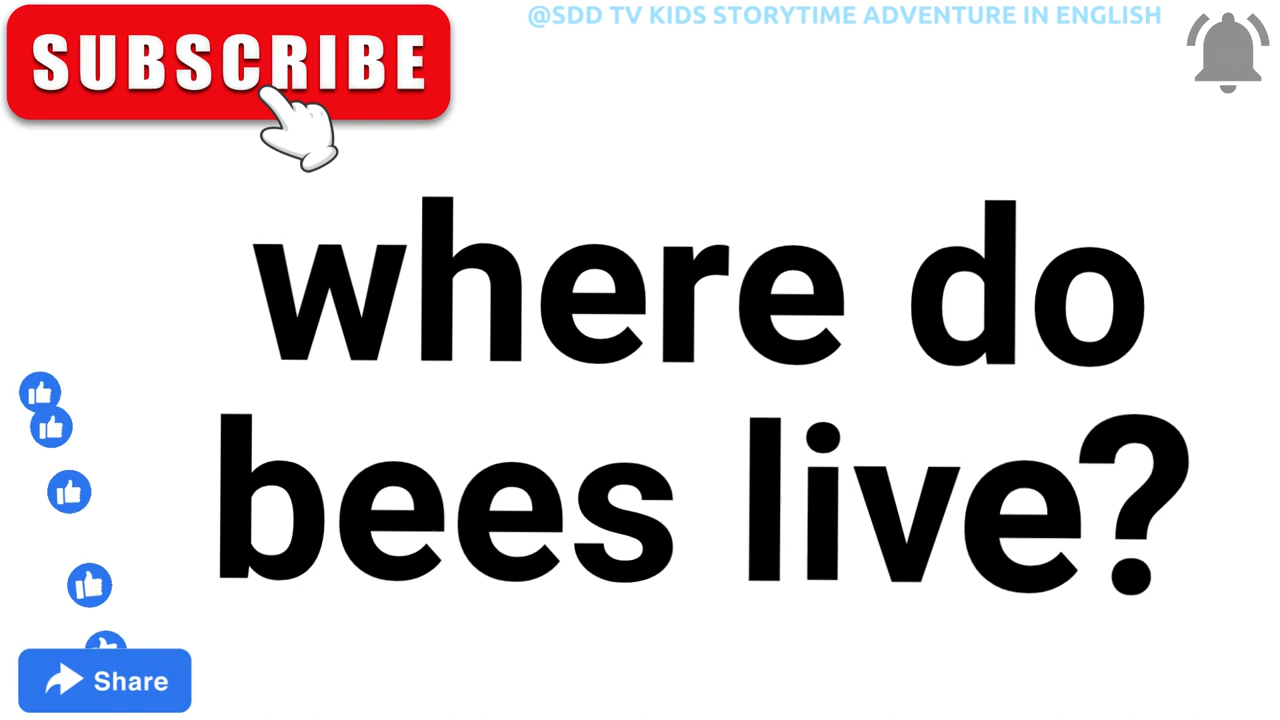 SUBSCRIBE
@SDD TV KIDS STORYTIME ADVENTURE IN ENGLISH
where do
bees live?
Share